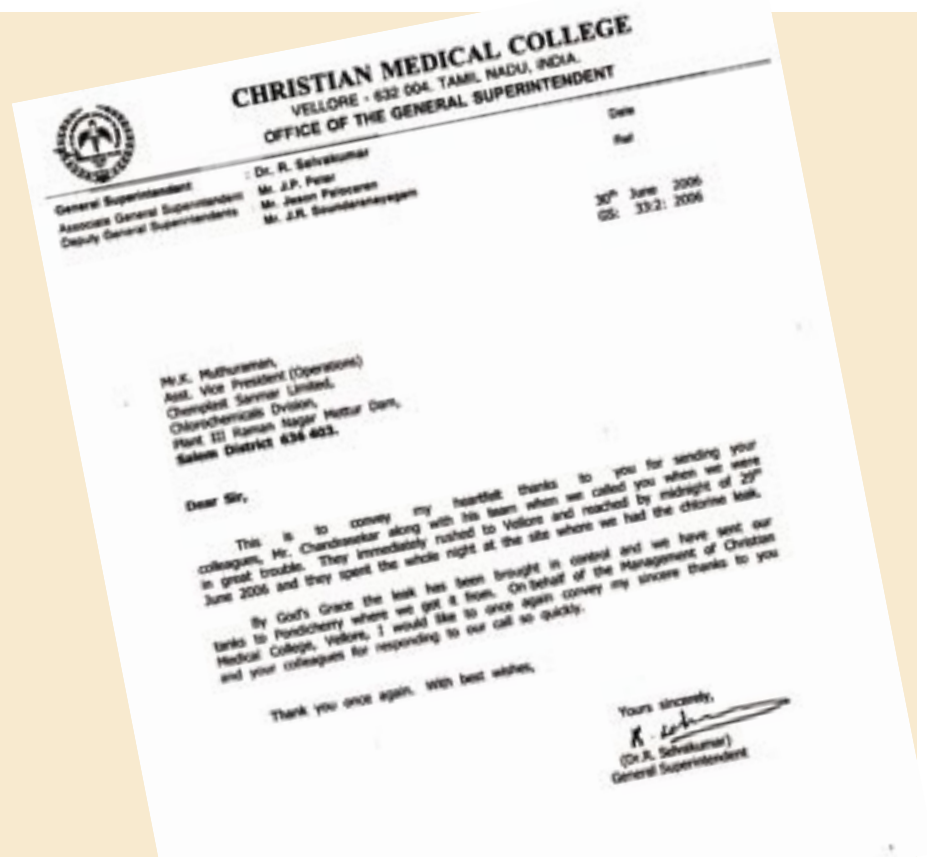 CHRISTIAN MEDICAL COLLEGE
VELLORE - 632 004. TAMIL NADU, INDIA.
OFFICE OF THE GENERAL SUPERINTENDENT
General Superintendent : Dr. R. Selvakumar
Associate General Superintendent Mr. J.P. Peter
Deputy General Superintendents Mr. Jeson Palocaren
Mr. J.R. Soundaranayagam
Date
Ref
30th June 2006
GS: 33:2: 2006
Mr.K. Muthuraman,
Asst. Vice President (Operations)
Chemplast Sanmar Limited,
Chlorochemicals Dvision,
Plant III Raman Nagar Mettur Dam,
Salem District 636 403.
Dear Sir,
This is to convey my heartfelt thanks to you for sending your
colleagues, Mr. Chandrasekar along with his team when we called you when we were
in great trouble. They immediately rushed to Vellore and reached by midnight of 29th
June 2006 and they spent the whole night at the site where we had the chlorine leak.
By God's Grace the leak has been brought in control and we have sent our
tanks to Pondicherry where we got it from. On behalf of the Management of Christian
Medical College, Vellore, I would like to once again convey my sincere thanks to you
and your colleagues for responding to our call so quickly.
Thank you once again. With best wishes,
Yours sincerely,
(Dr.R. Selvakumar)
General Superintendent